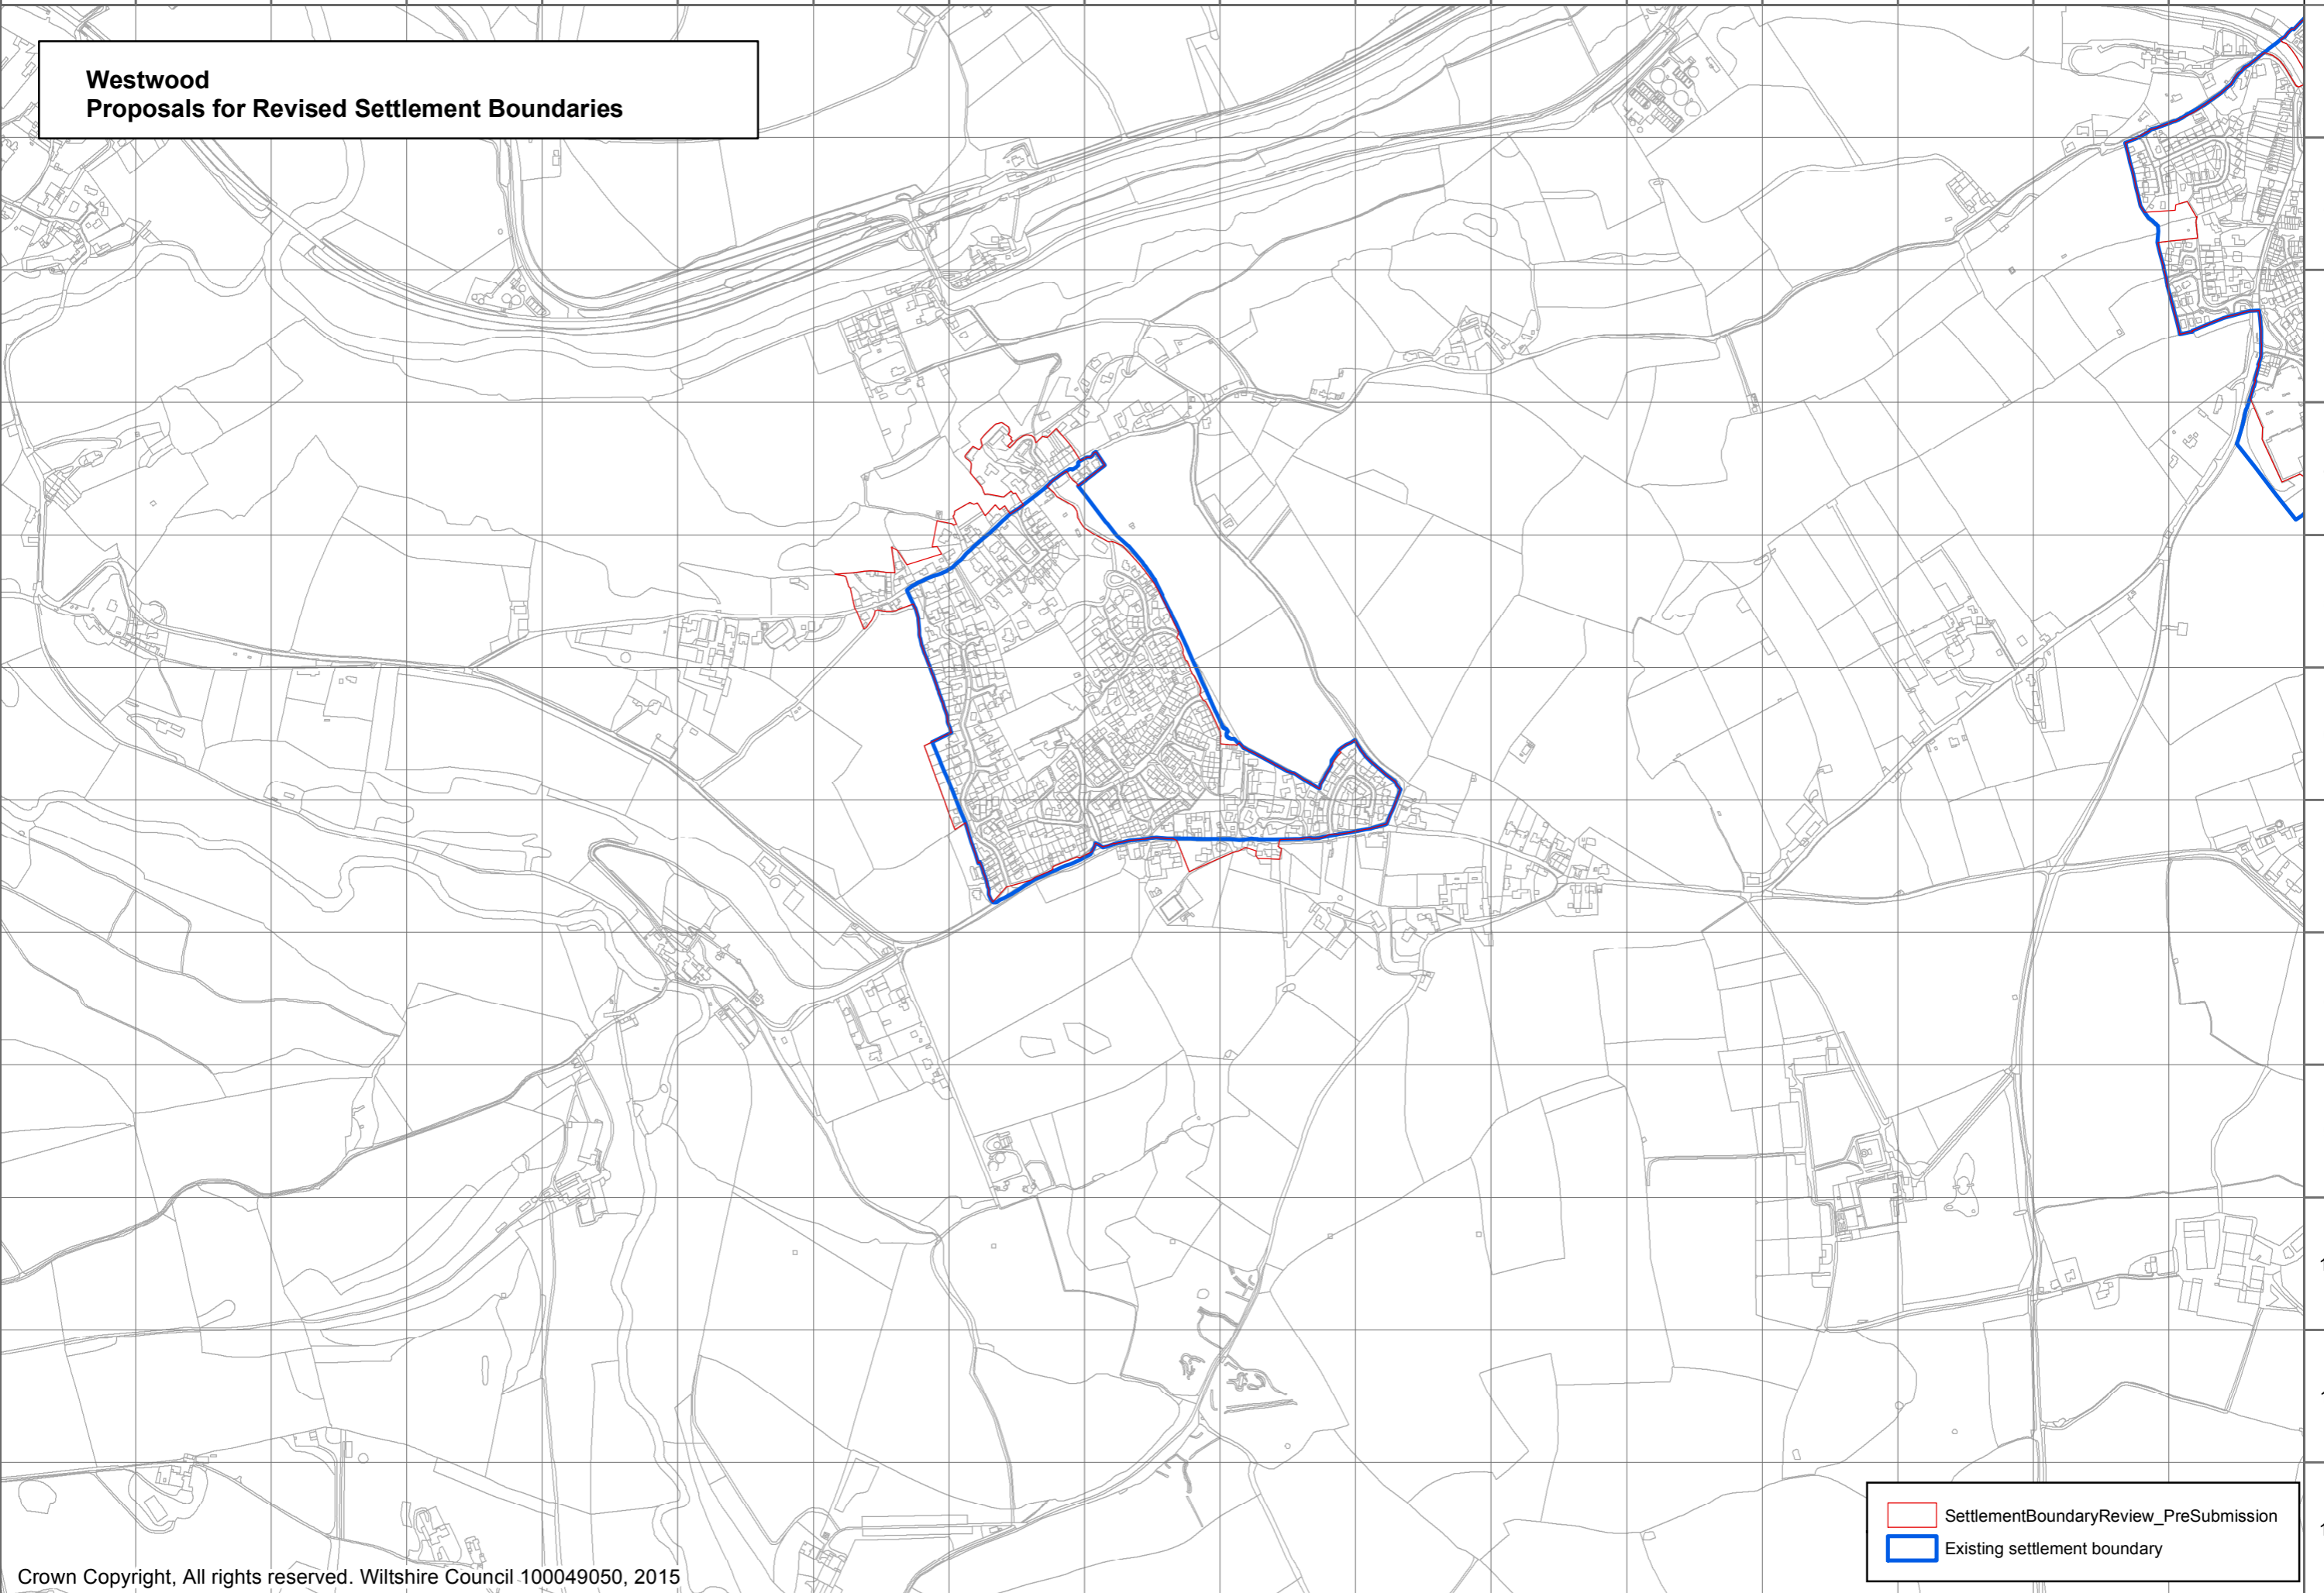 Westwood
Proposals for Revised Settlement Boundaries
SettlementBoundaryReview_PreSubmission
Existing settlement boundary
Crown Copyright, All rights reserved. Wiltshire Council 100049050, 2015